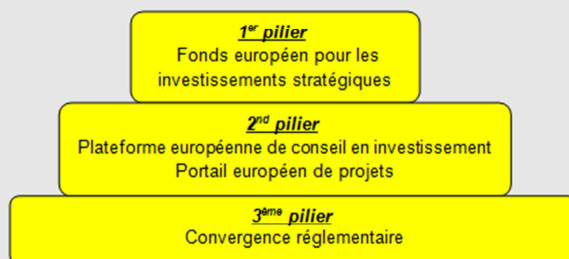 1er pilier
Fonds européen pour les
investissements stratégiques
2nd pilier
Plateforme européenne de conseil en investissement
Portail européen de projets
3ème pilier
Convergence réglementaire